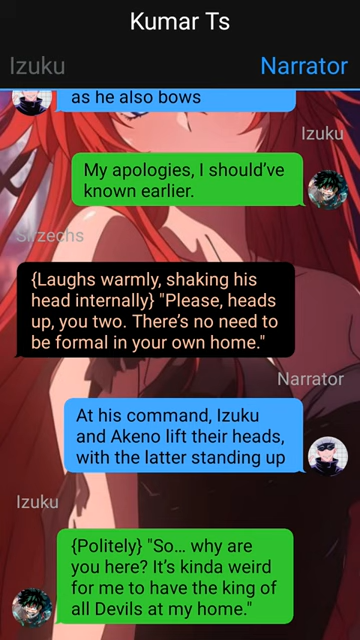 Kumar Ts
Izuku
Narrator
as he also bows
Izuku
My apologies, I should've
known earlier.
Sirzechs
{Laughs warmly, shaking his
head internally} "Please, heads
up, you two. There's no need to
be formal in your own home."
Narrator
At his command, Izuku
and Akeno lift their heads,
with the latter standing up
Izuku
{Politely} "So... why are
you here? It's kinda weird
for me to have the king of
all Devils at my home."